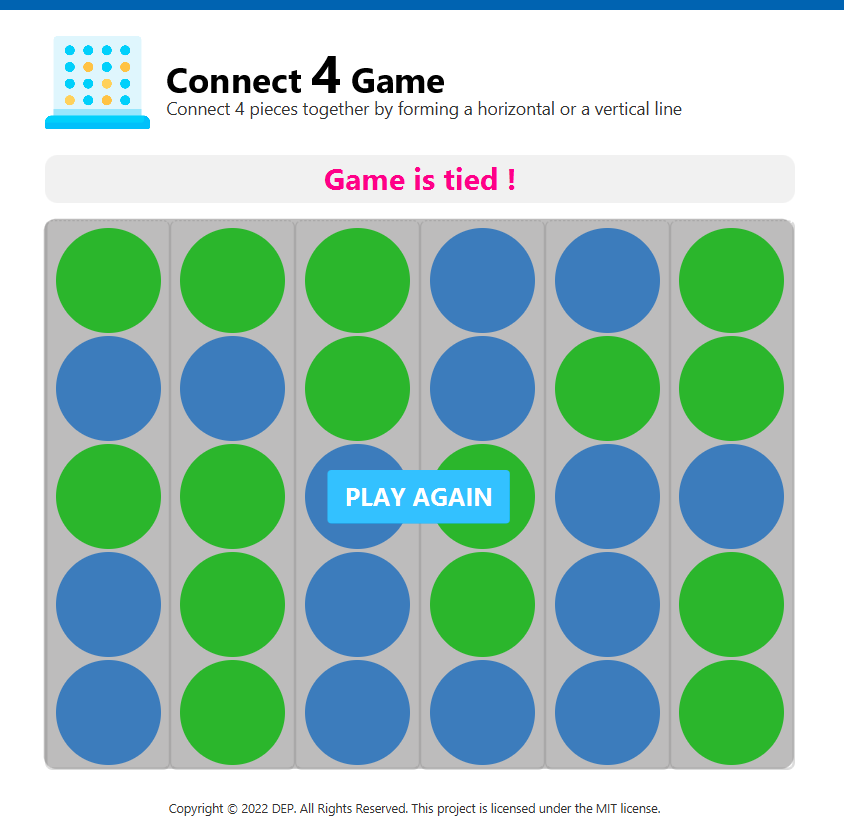 Connect 4 Game
Connect 4 pieces together by forming a horizontal or a vertical line
Game is tied !
PLAY AGAIN
Copyright © 2022 DEP. All Rights Reserved. This project is licensed under the MIT license.